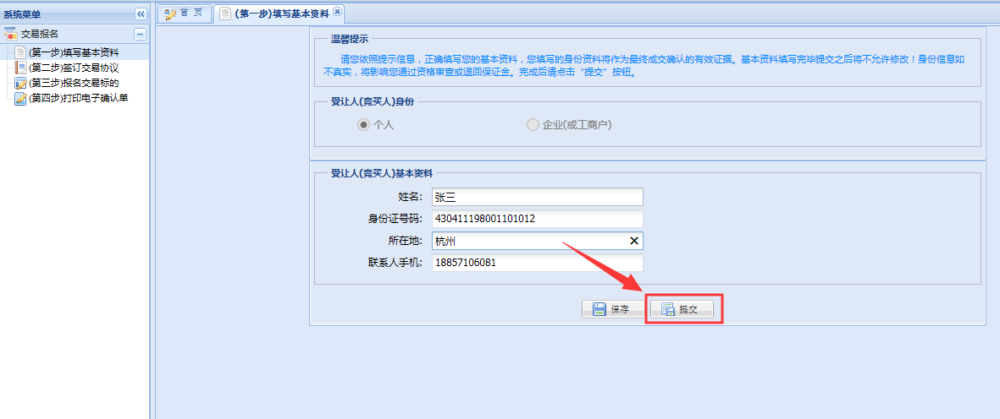 系统菜单
首 页
(第一步)填写基本资料
交易报名
(第一步)填写基本资料
(第二步)签订交易协议
(第三步)报名交易标的
(第四步)打印电子确认单
温馨提示
请您依照提示信息，正确填写您的基本资料，您填写的身份资料将作为最终成交确认的有效证据。基本资料填写完毕提交之后将不允许修改！身份信息如
不真实，将影响您通过资格审查或退回保证金。完成后请点击“提交”按钮。
受让人(竞买人)身份
个人
企业(或工商户)
受让人(竞买人)基本资料
姓名: 张三
身份证号码: 430411198001101012
所在地: 杭州
联系人手机: 18857106081
保存
提交